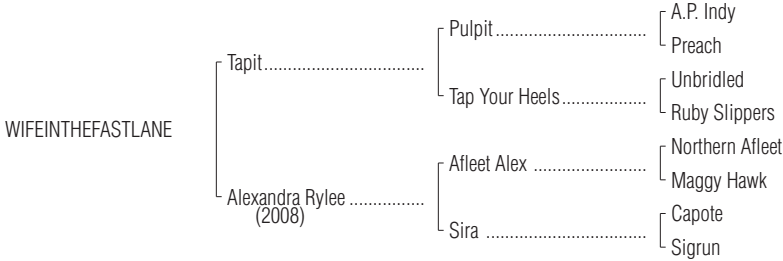 A.P. Indy
Pulpit................................
Preach
Tapit..................................
Unbridled
Tap Your Heels..................
Ruby Slippers
WIFEINTHEFASTLANE
Northern Afleet
Afleet Alex ........................
Maggy Hawk
Alexandra Rylee ................
(2008)
Capote
Sira ..................................
Sigrun